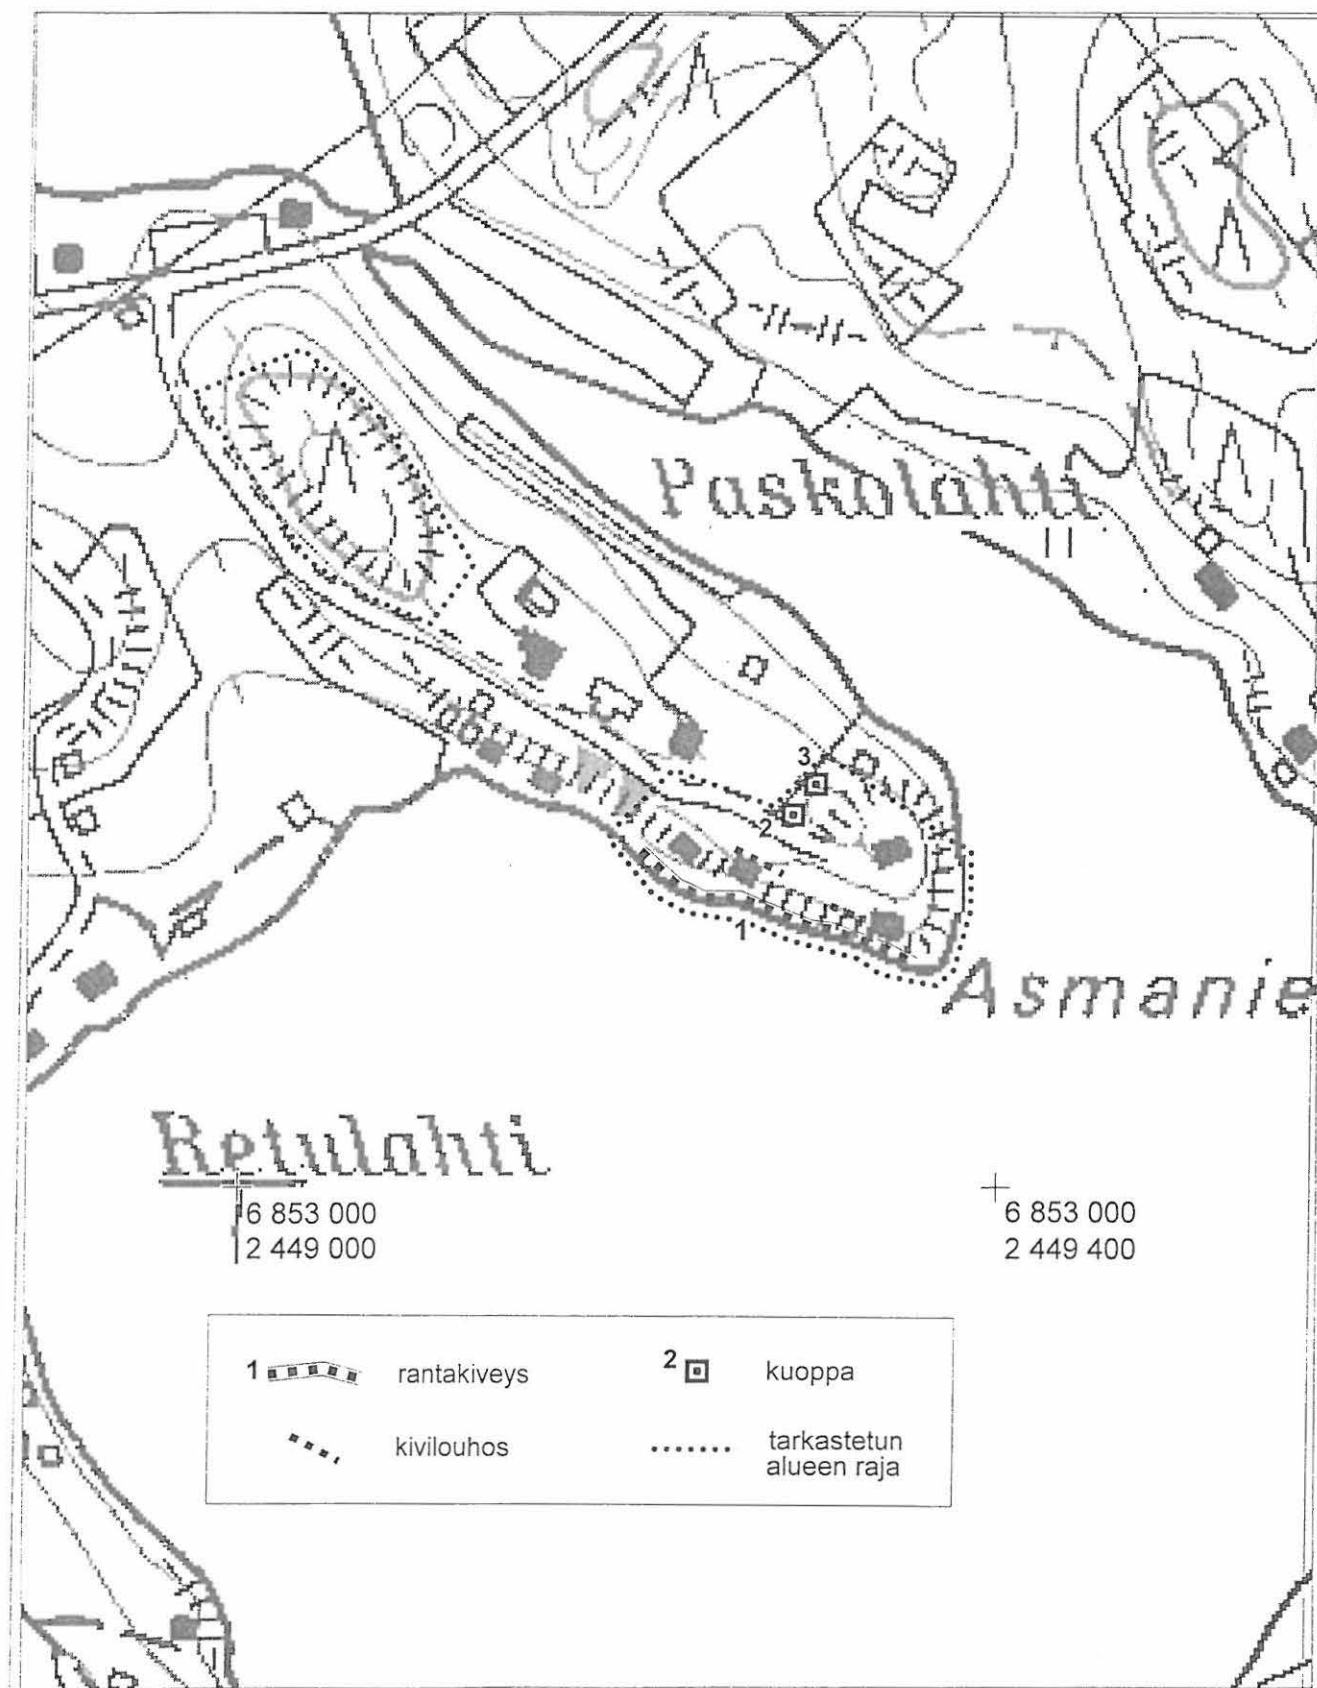 Paskolahti
3
2
1
Asmanie
Retulahti
6 853 000
2 449 000
6 853 000
2 449 400
1 rantakiveys
2 kuoppa
kivilouhos
tarkastetun
alueen raja